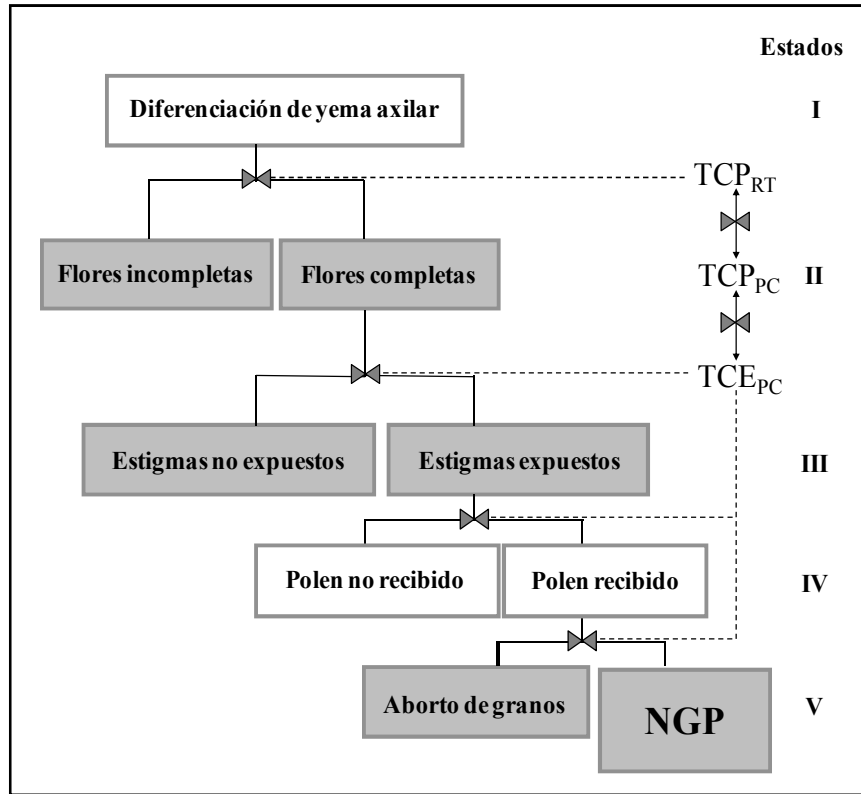 Estados
Diferenciación de yema axilar
I
TCP_RT
Flores incompletas
Flores completas
TCP_PC
II
TCE_PC
Estigmas no expuestos
Estigmas expuestos
III
Polen no recibido
Polen recibido
IV
Aborto de granos
NGP
V